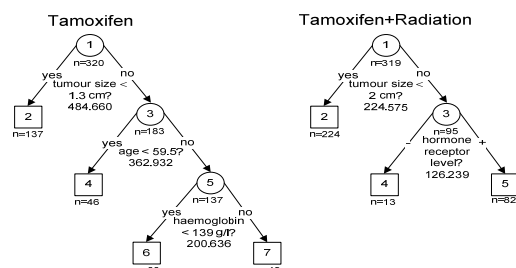 Tamoxifen
1
n=320
yes
no
tumour size <
1.3 cm?
484.660
2
n=137
3
n=183
yes
no
age < 59.5?
362.932
4
n=46
5
n=137
yes
no
haemoglobin
< 139 g/l?
200.636
6
7
Tamoxifen+Radiation
1
n=319
yes
no
tumour size <
2 cm?
224.575
2
n=224
3
n=95
-
+
hormone
receptor
level?
126.239
4
n=13
5
n=82